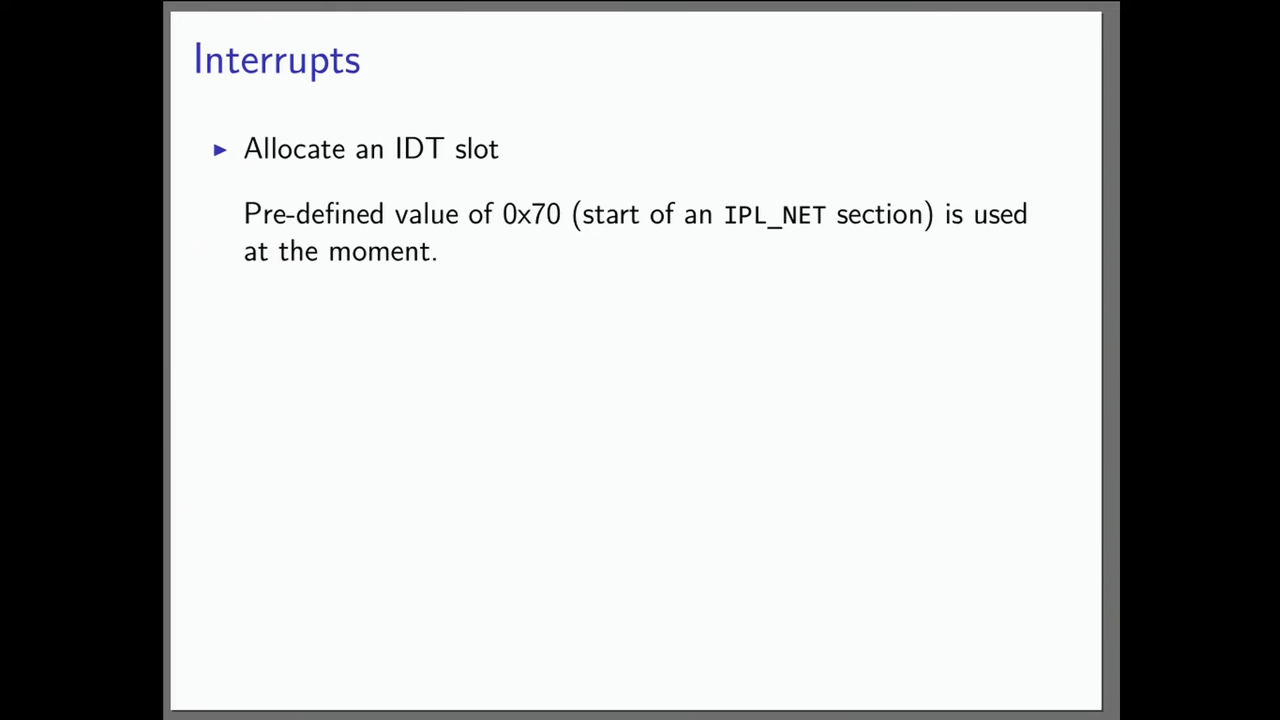 Interrupts
Allocate an IDT slot
Pre-defined value of 0x70 (start of an IPL_NET section) is used
at the moment.